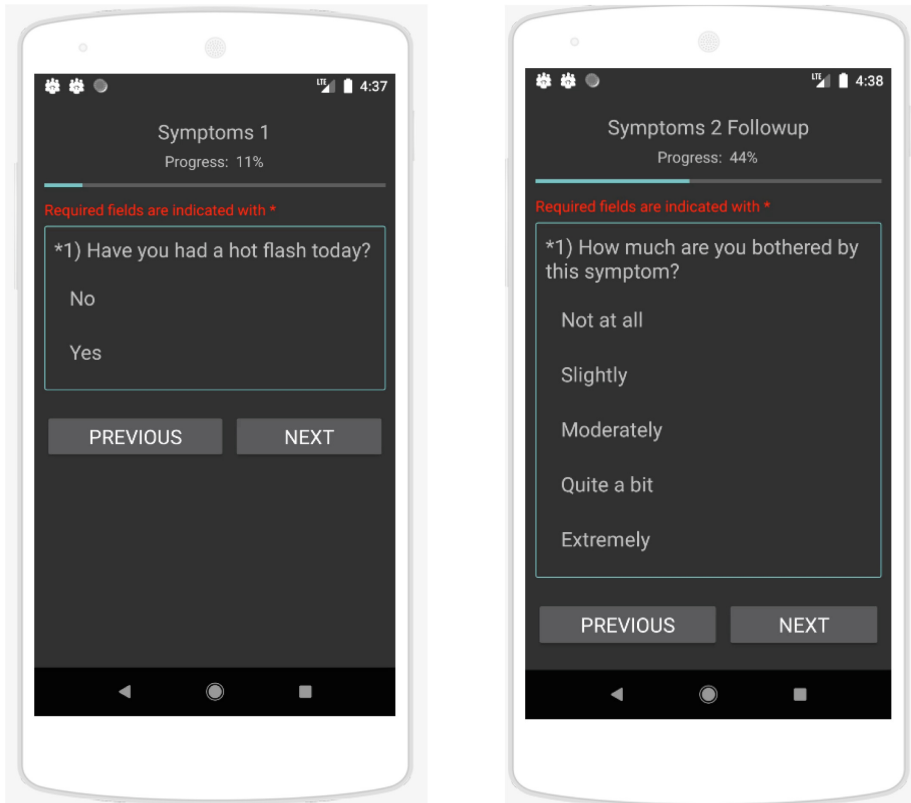 LTE 4:37
Symptoms 1
Progress: 11%
Required fields are indicated with *
*1) Have you had a hot flash today?
No
Yes
PREVIOUS NEXT
LTE 4:38
Symptoms 2 Followup
Progress: 44%
Required fields are indicated with *
*1) How much are you bothered by
this symptom?
Not at all
Slightly
Moderately
Quite a bit
Extremely
PREVIOUS NEXT